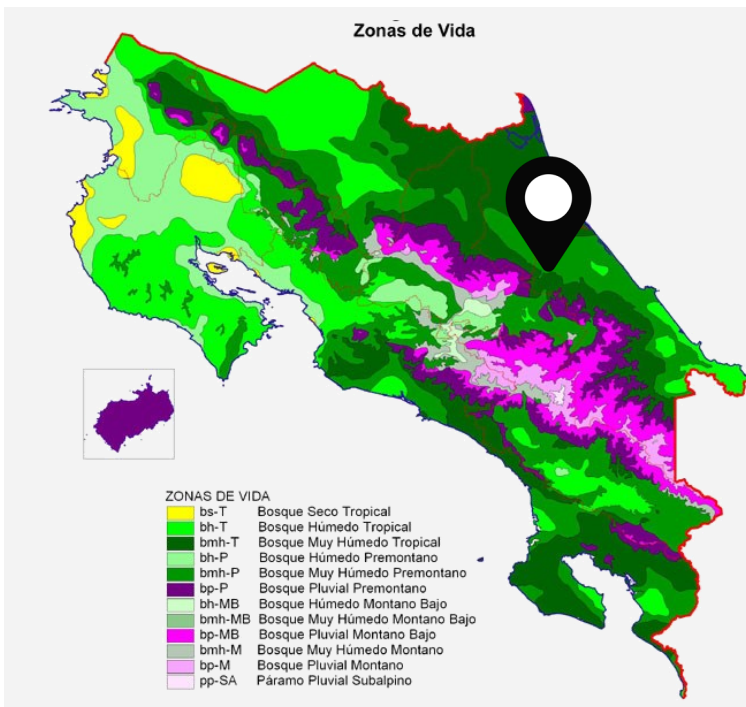 Zonas de Vida
ZONAS DE VIDA
bs-T Bosque Seco Tropical
bh-T Bosque Húmedo Tropical
bmh-T Bosque Muy Húmedo Tropical
bh-P Bosque Húmedo Premontano
bmh-P Bosque Muy Húmedo Premontano
bp-P Bosque Pluvial Premontano
bh-MB Bosque Húmedo Montano Bajo
bmh-MB Bosque Muy Húmedo Montano Bajo
bp-MB Bosque Pluvial Montano Bajo
bmh-M Bosque Muy Húmedo Montano
bp-M Bosque Pluvial Montano
pp-SA Páramo Pluvial Subalpino